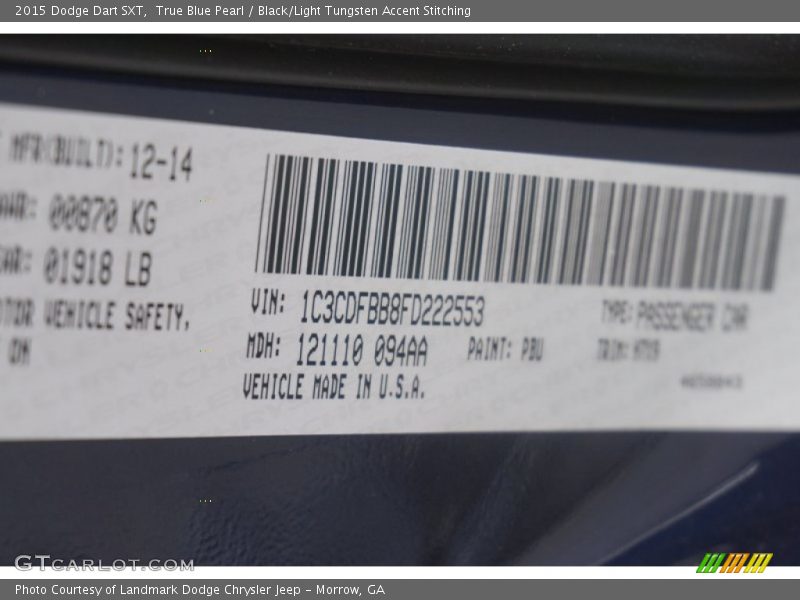 2015 Dodge Dart SXT, True Blue Pearl / Black/Light Tungsten Accent Stitching
MFR(BUILT): 12-14
00870 KG
01918 LB
VEHICLE SAFETY.
ON
VIN: 1C3CDFBB8FD222553
TYPE: PASSENGER CAR
MDH: 121110 094AA
PAINT: PBU
TRIM:
VEHICLE MADE IN U.S.A.
GTCARLOT.COM
Photo Courtesy of Landmark Dodge Chrysler Jeep – Morrow, GA